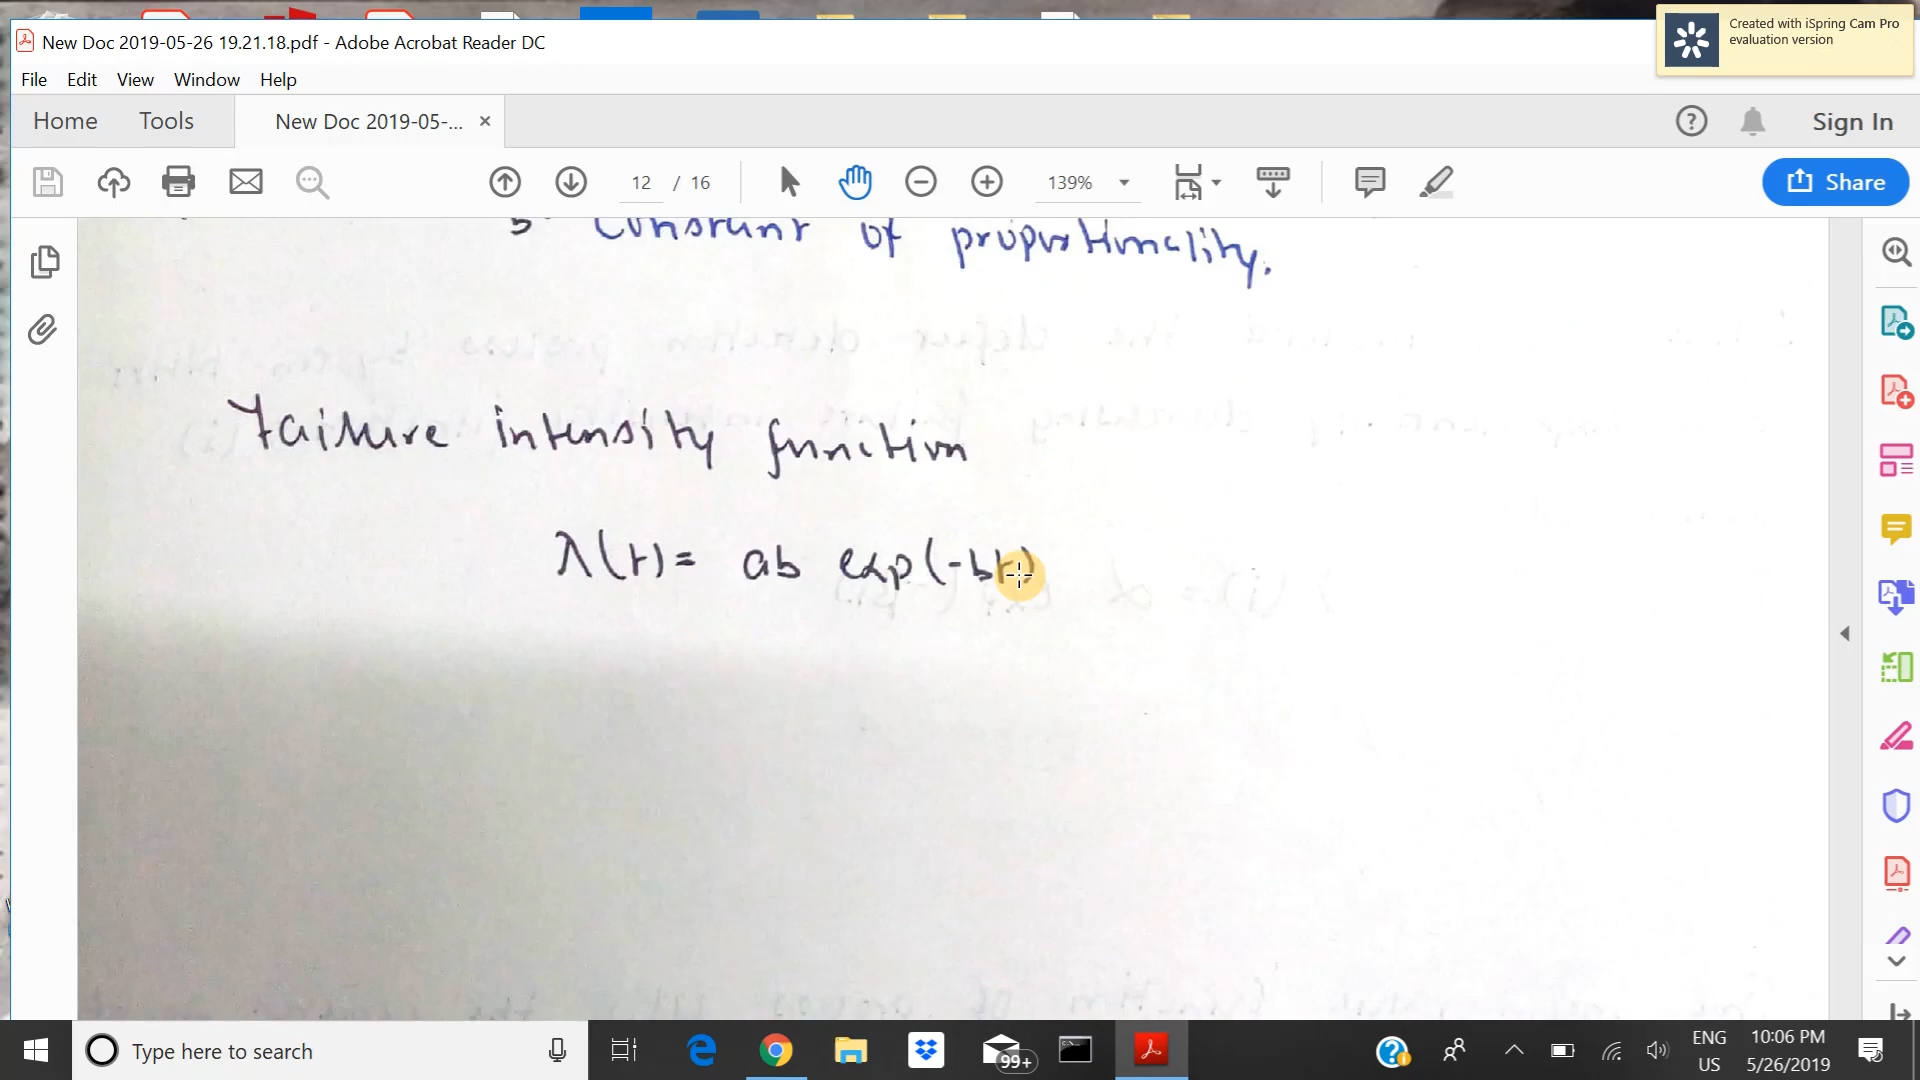 Created with iSpring Cam Pro
evaluation version
New Doc 2019-05-26 19.21.18.pdf - Adobe Acrobat Reader DC
File Edit View Window Help
Home Tools New Doc 2019-05-... × Sign In
12 / 16 139% Share
b constant of proportionality.
Failure intensity function
λ(t) = ab exp(-bt)
Type here to search
99+
ENG
US
10:06 PM
5/26/2019